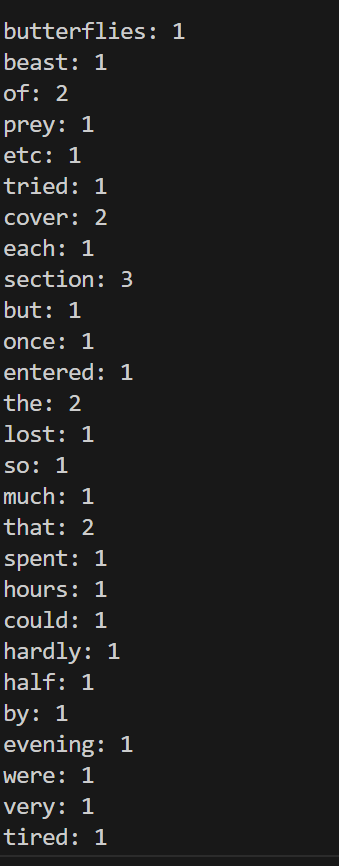 butterflies: 1
beast: 1
of: 2
prey: 1
etc: 1
tried: 1
cover: 2
each: 1
section: 3
but: 1
once: 1
entered: 1
the: 2
lost: 1
so: 1
much: 1
that: 2
spent: 1
hours: 1
could: 1
hardly: 1
half: 1
by: 1
evening: 1
were: 1
very: 1
tired: 1